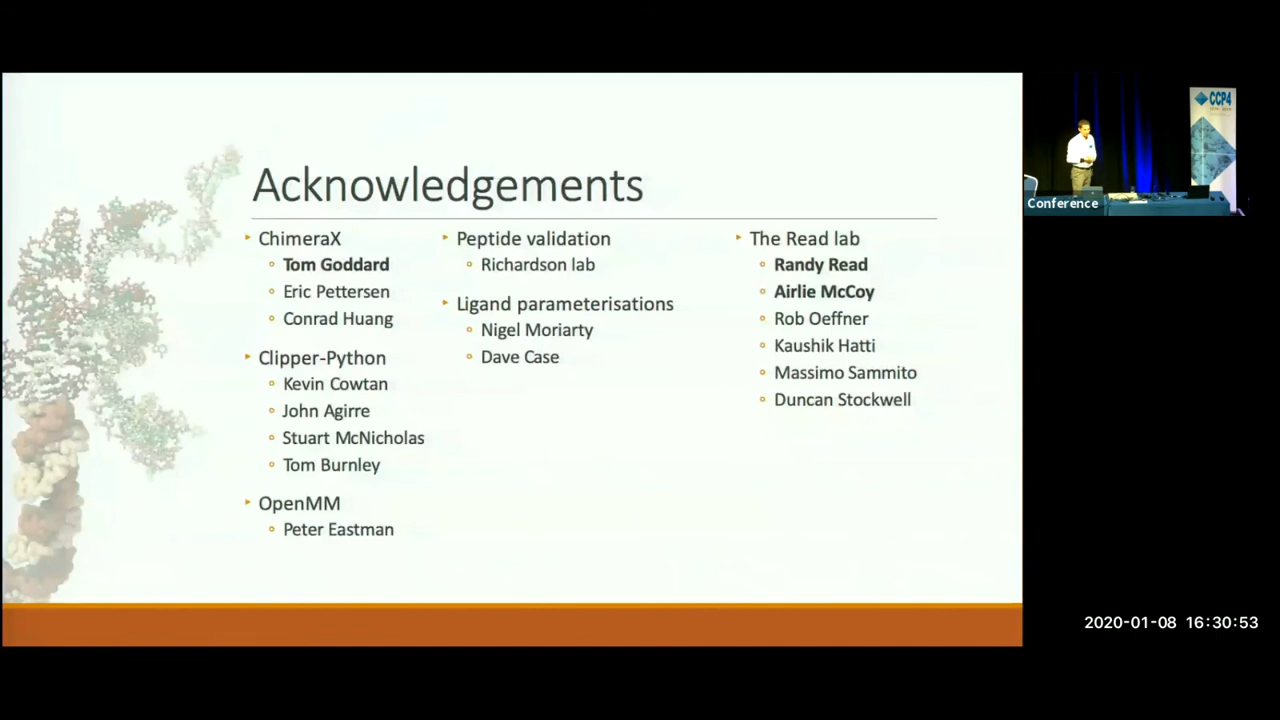 Acknowledgements
ChimeraX
Tom Goddard
Eric Pettersen
Conrad Huang
Clipper-Python
Kevin Cowtan
John Agirre
Stuart McNicholas
Tom Burnley
OpenMM
Peter Eastman
Peptide validation
Richardson lab
Ligand parameterisations
Nigel Moriarty
Dave Case
The Read lab
Randy Read
Airlie McCoy
Rob Oeffner
Kaushik Hatti
Massimo Sammito
Duncan Stockwell
CCP4
Conference
2020-01-08 16:30:53